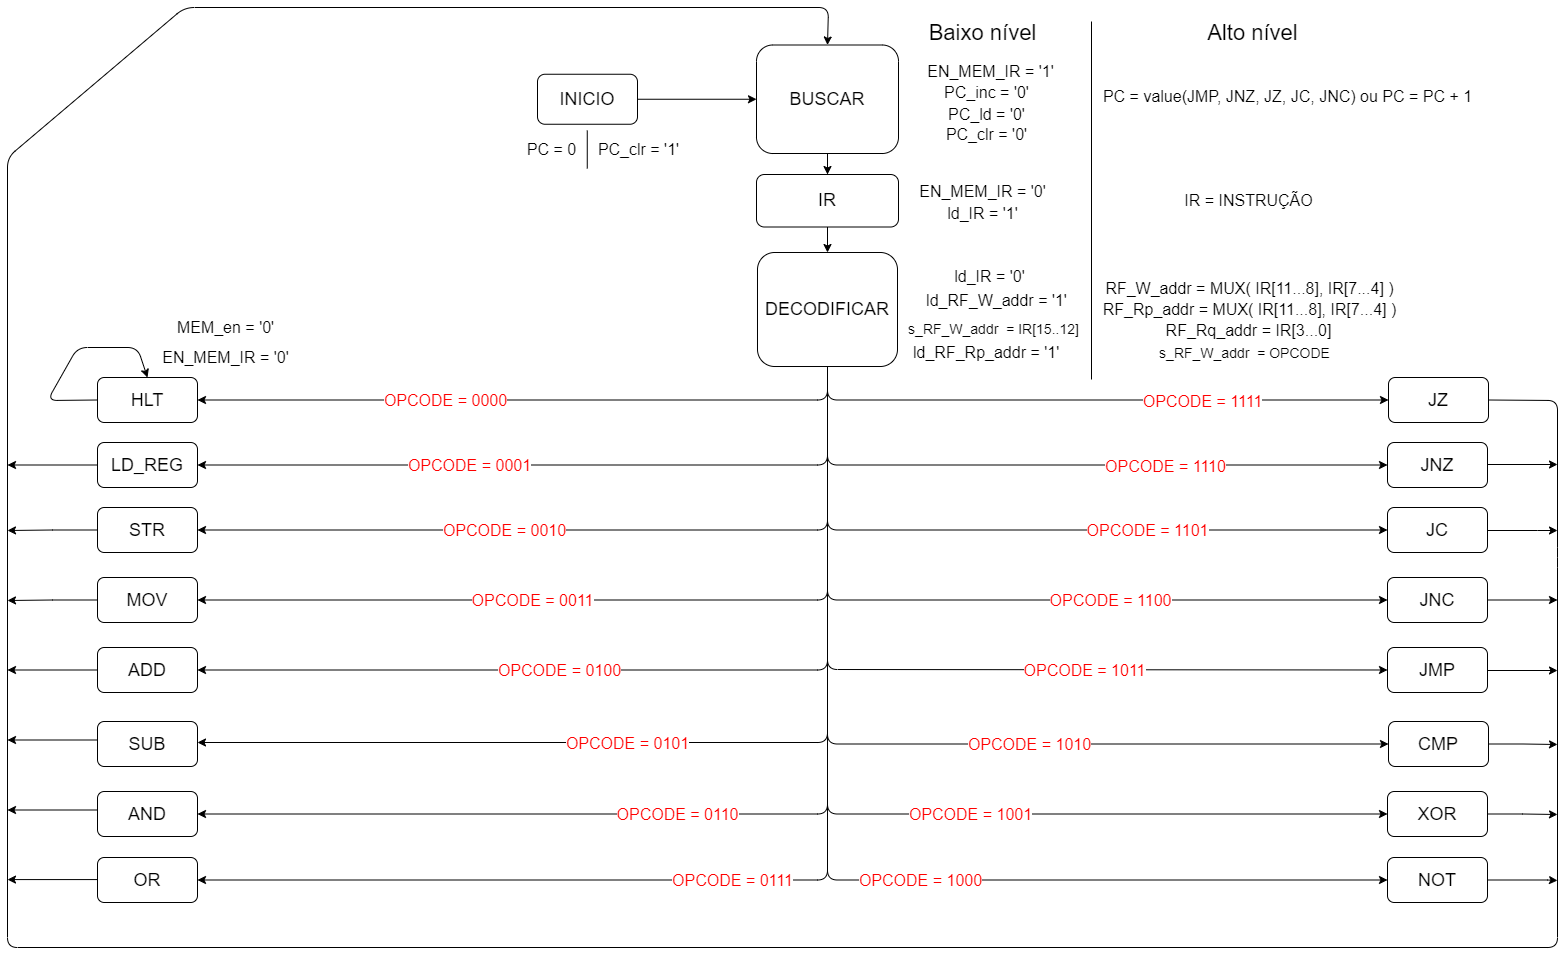 Baixo nível
Alto nível
INICIO
BUSCAR
EN_MEM_IR = '1'
PC_inc = '0'
PC_ld = '0'
PC_clr = '0'
PC = value(JMP, JNZ, JZ, JC, JNC) ou PC = PC + 1
PC = 0
PC_clr = '1'
IR
EN_MEM_IR = '0'
ld_IR = '1'
IR = INSTRUÇÃO
DECODIFICAR
ld_IR = '0'
ld_RF_W_addr = '1'
s_RF_W_addr = IR[15..12]
ld_RF_Rp_addr = '1'
RF_W_addr = MUX( IR[11...8], IR[7...4] )
RF_Rp_addr = MUX( IR[11...8], IR[7...4] )
RF_Rq_addr = IR[3...0]
s_RF_W_addr = OPCODE
MEM_en = '0'
EN_MEM_IR = '0'
HLT
OPCODE = 0000
OPCODE = 1111
JZ
LD_REG
OPCODE = 0001
OPCODE = 1110
JNZ
STR
OPCODE = 0010
OPCODE = 1101
JC
MOV
OPCODE = 0011
OPCODE = 1100
JNC
ADD
OPCODE = 0100
OPCODE = 1011
JMP
SUB
OPCODE = 0101
OPCODE = 1010
CMP
AND
OPCODE = 0110
OPCODE = 1001
XOR
OR
OPCODE = 0111
OPCODE = 1000
NOT